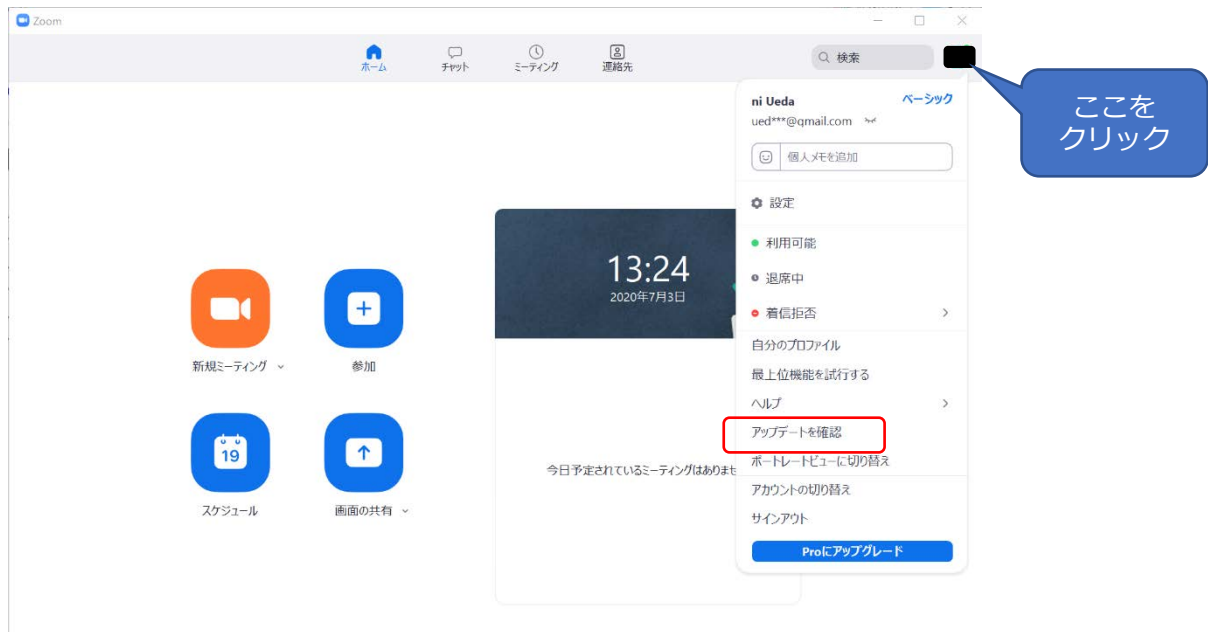 Zoom
ホーム
チャット
ミーティング
連絡先
検索
ここを
クリック
ni Ueda
ベーシック
ued***@gmail.com
個人メモを追加
設定
利用可能
退席中
着信拒否
自分のプロファイル
最上位機能を試行する
ヘルプ
アップデートを確認
ポートレートビューに切り替え
アカウントの切り替え
サインアウト
Proにアップグレード
13:24
2020年7月3日
今日予定されているミーティングはありませ
新規ミーティング
参加
19
スケジュール
画面の共有